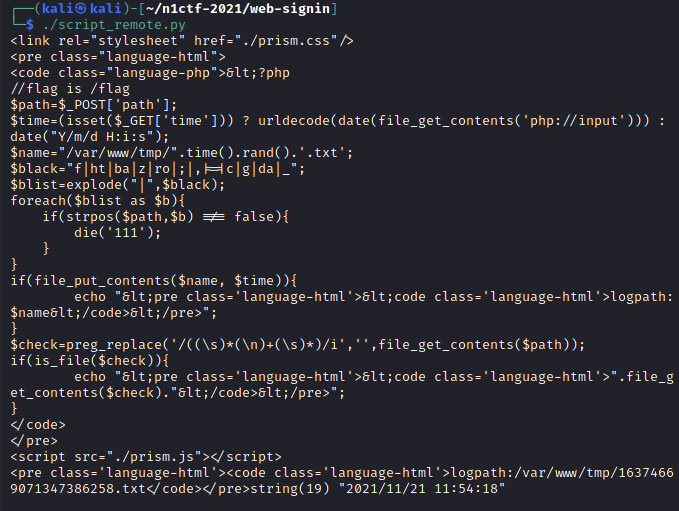 ┌──(kali㉿kali)-[~/n1ctf-2021/web-signin]
└─$ ./script_remote.py
<link rel="stylesheet" href="./prism.css"/>
<pre class="language-html">
<code class="language-php">&lt;?php
//flag is /flag
$path=$_POST['path'];
$time=(isset($_GET['time'])) ? urldecode(date(file_get_contents('php://input'))) :
date("Y/m/d H:i:s");
$name="/var/www/tmp/".time().rand().'.txt';
$black="f|ht|ba|z|ro|;|,|=|c|g|da|_";
$blist=explode("|",$black);
foreach($blist as $b){
    if(strpos($path,$b) !== false){
        die('111');
    }
}
if(file_put_contents($name, $time)){
        echo "&lt;pre class='language-html'>&lt;code class='language-html'>logpath:
$name&lt;/code>&lt;/pre>";
}
$check=preg_replace('/((\s)*(\n)+(\s)*)/i','',file_get_contents($path));
if(is_file($check)){
        echo "&lt;pre class='language-html'>&lt;code class='language-html'>".file_g
et_contents($check)."&lt;/code>&lt;/pre>";
}
</code>
</pre>
<script src="./prism.js"></script>
<pre class='language-html'><code class='language-html'>logpath:/var/www/tmp/1637466
9071347386258.txt</code></pre>string(19) "2021/11/21 11:54:18"